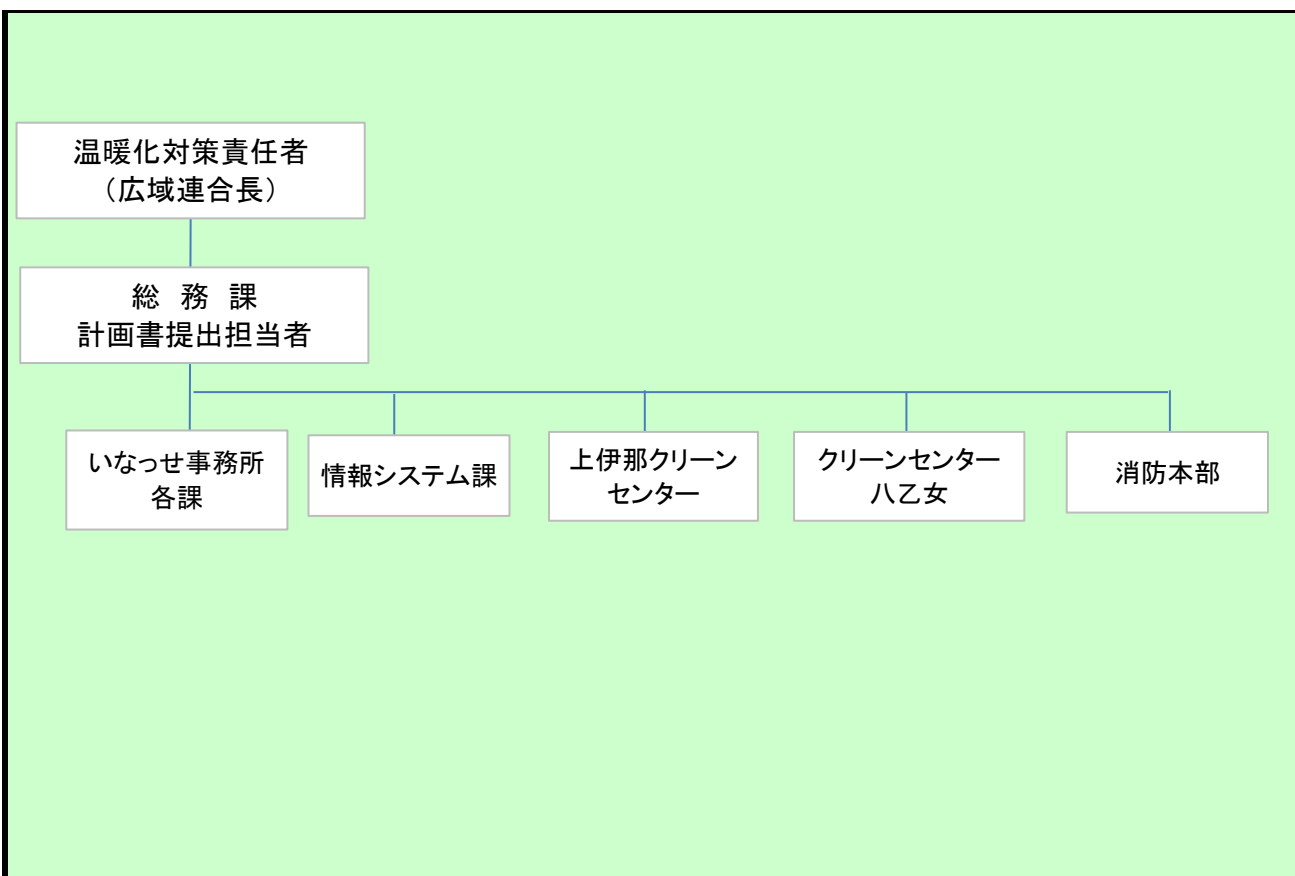 温暖化対策責任者
（広域連合長）
総　務　課
計画書提出担当者
いなっせ事務所
各課
情報システム課
上伊那クリーン
センター
クリーンセンター
八乙女
消防本部